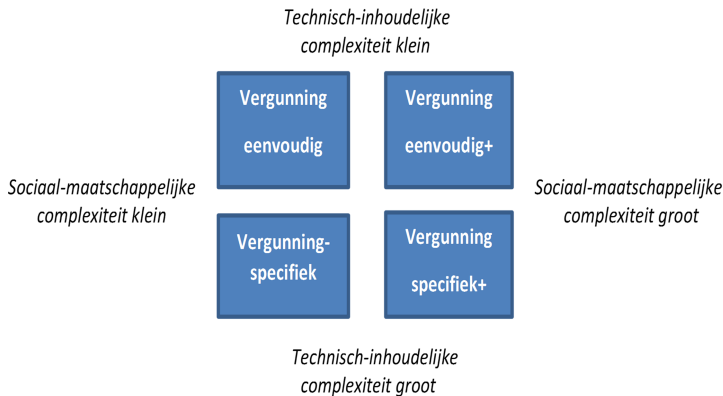 Technisch-inhoudelijke
complexiteit klein
Vergunning
eenvoudig
Vergunning
eenvoudig+
Sociaal-maatschappelijke
complexiteit klein
Sociaal-maatschappelijke
complexiteit groot
Vergunning-
specifiek
Vergunning
specifiek+
Technisch-inhoudelijke
complexiteit groot